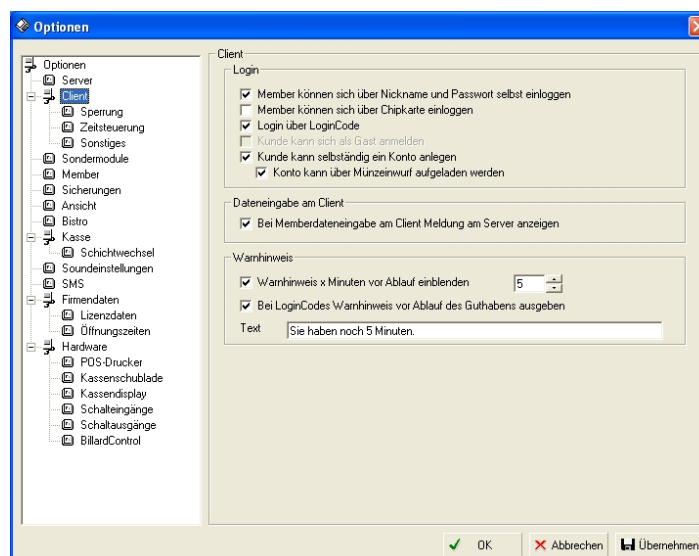 Optionen
Optionen
Server
Client
Sperrung
Zeitsteuerung
Sonstiges
Sondermodule
Member
Sicherungen
Ansicht
Bistro
Kasse
Schichtwechsel
Soundeinstellungen
SMS
Firmendaten
Lizenzdaten
Öffnungszeiten
Hardware
POS-Drucker
Kassenschublade
Kassendisplay
Schalteingänge
Schaltausgänge
BillardControl
Client
Login
Member können sich über Nickname und Passwort selbst einloggen
Member können sich über Chipkarte einloggen
Login über LoginCode
Kunde kann sich als Gast anmelden
Kunde kann selbständig ein Konto anlegen
Konto kann über Münzeinwurf aufgeladen werden
Dateneingabe am Client
Bei Memberdateneingabe am Client Meldung am Server anzeigen
Warnhinweis
Warnhinweis x Minuten vor Ablauf einblenden 5
Bei LoginCodes Warnhinweis vor Ablauf des Guthabens ausgeben
Text Sie haben noch 5 Minuten.
OK Abbrechen Übernehmen